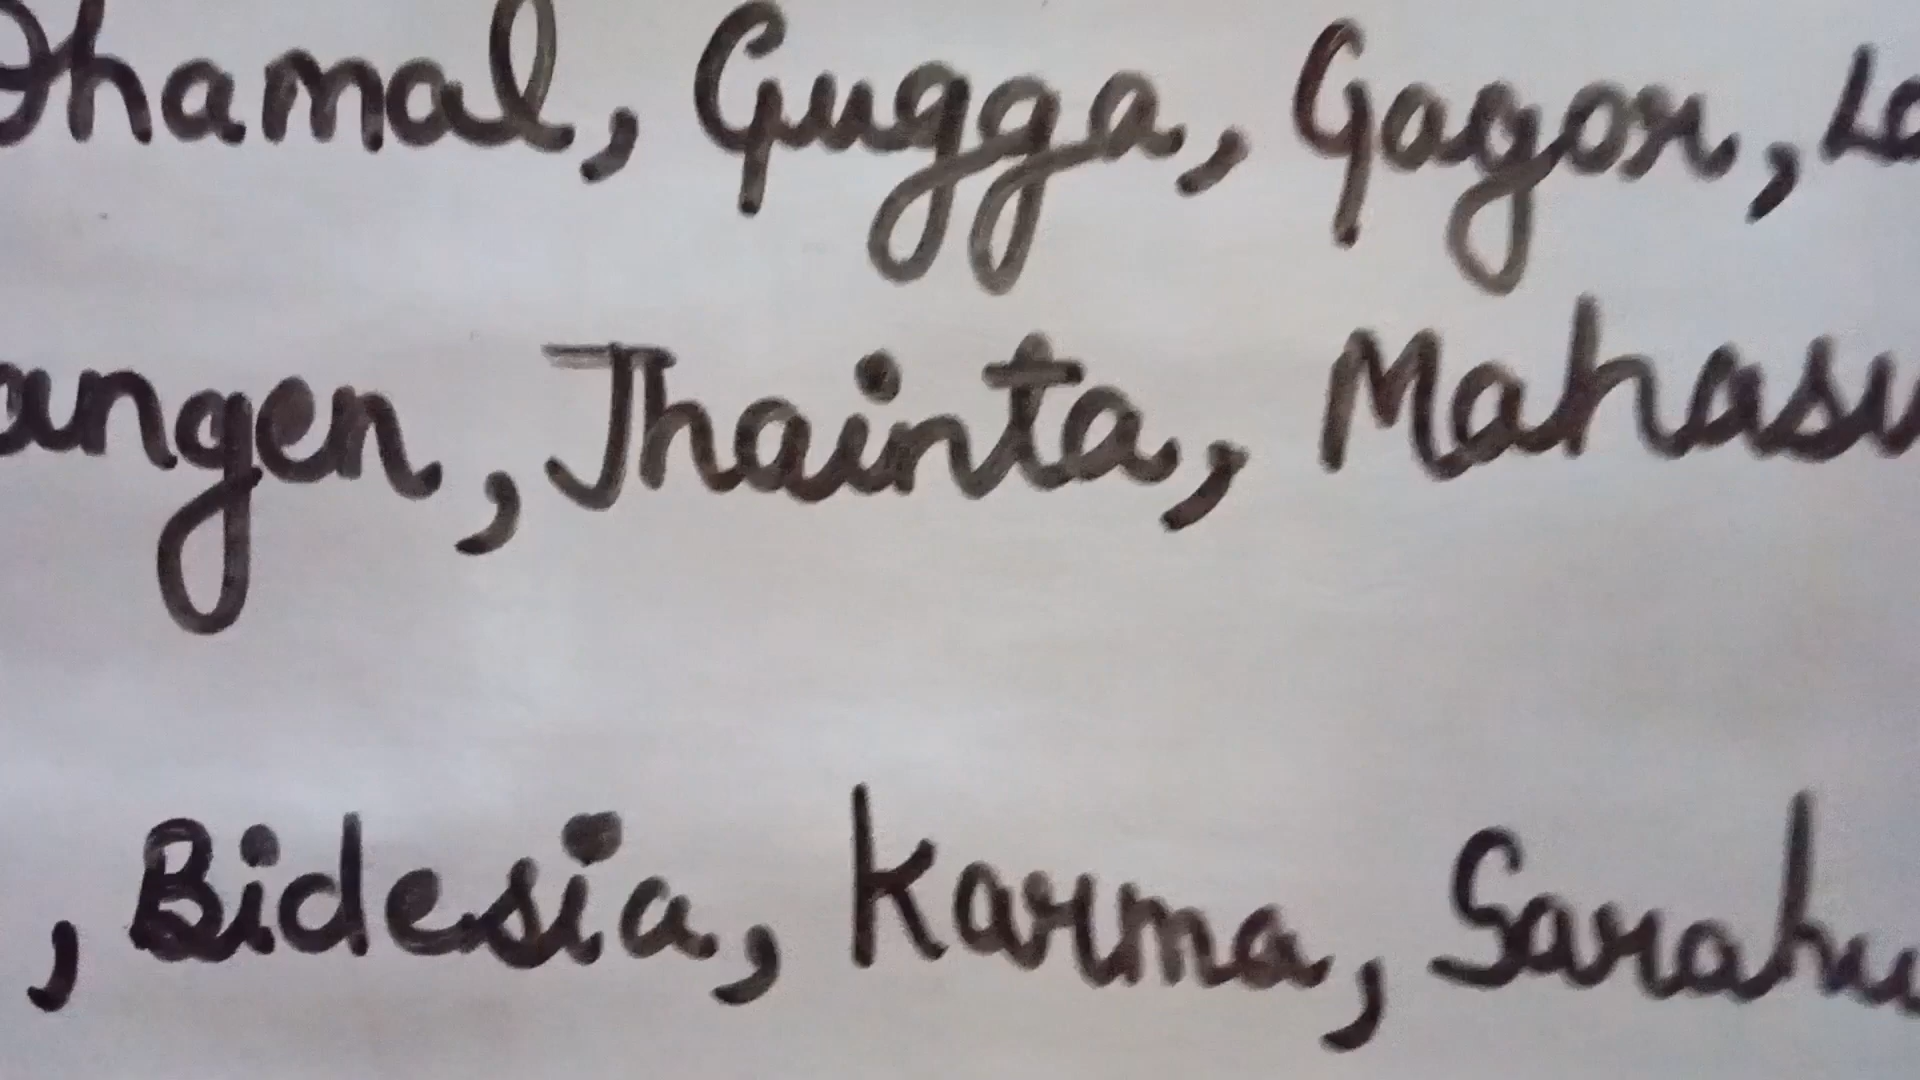 Dhamal, Gugga, Gagor,
angen, Jhainta, Mahasu
, Bidesia, Karma, Sarahu